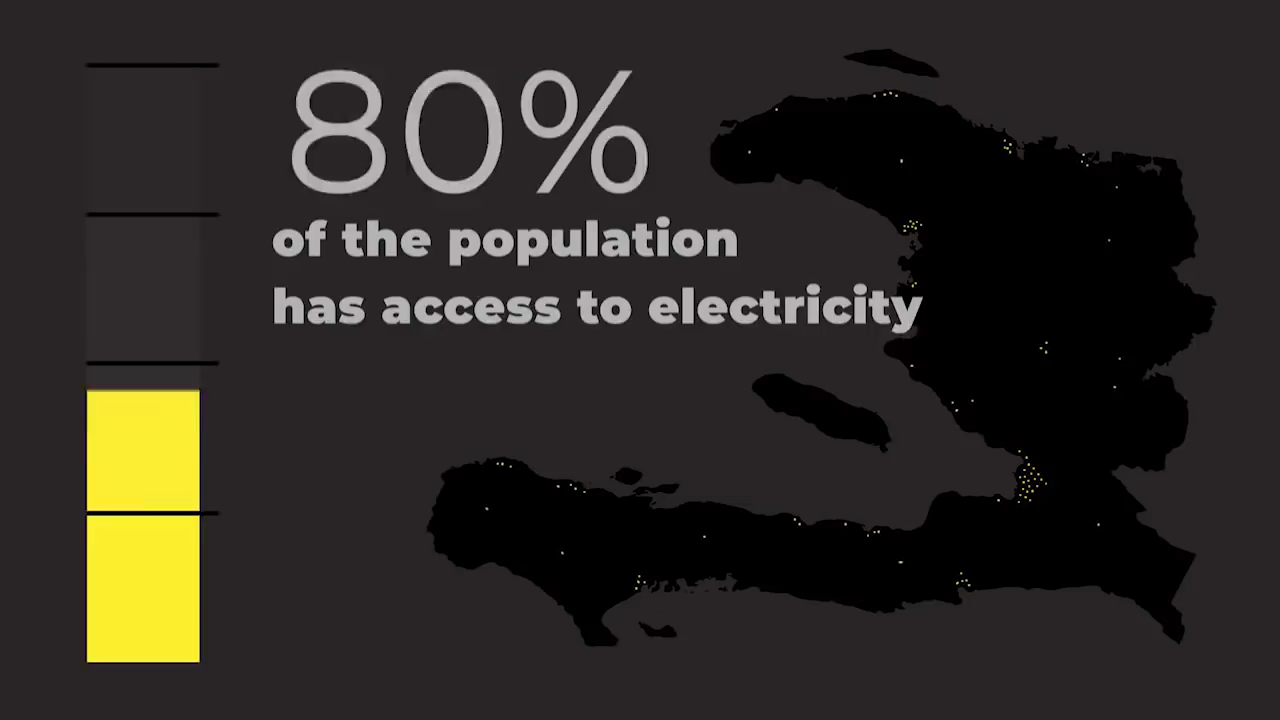 80%
of the population
has access to electricity